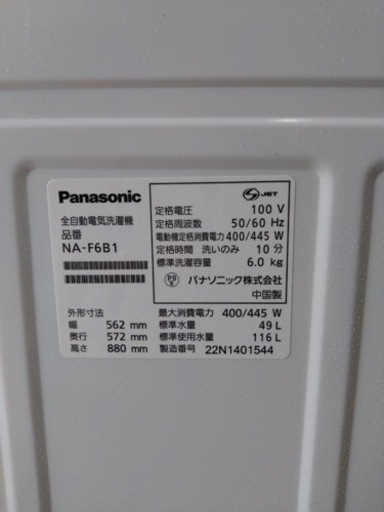 Panasonic
全自動電気洗濯機
品番
NA-F6B1
外形寸法
幅 562 mm
奥行 572 mm
高さ 880 mm
JET
定格電圧 100 V
定格周波数 50/60 Hz
電動機定格消費電力 400/445 W
定格時間 洗いのみ 10 分
標準洗濯容量 6.0 kg
PS
E
パナソニック株式会社
中国製
最大消費電力 400/445 W
標準水量 49 L
標準使用水量 116 L
製造番号 22N1401544